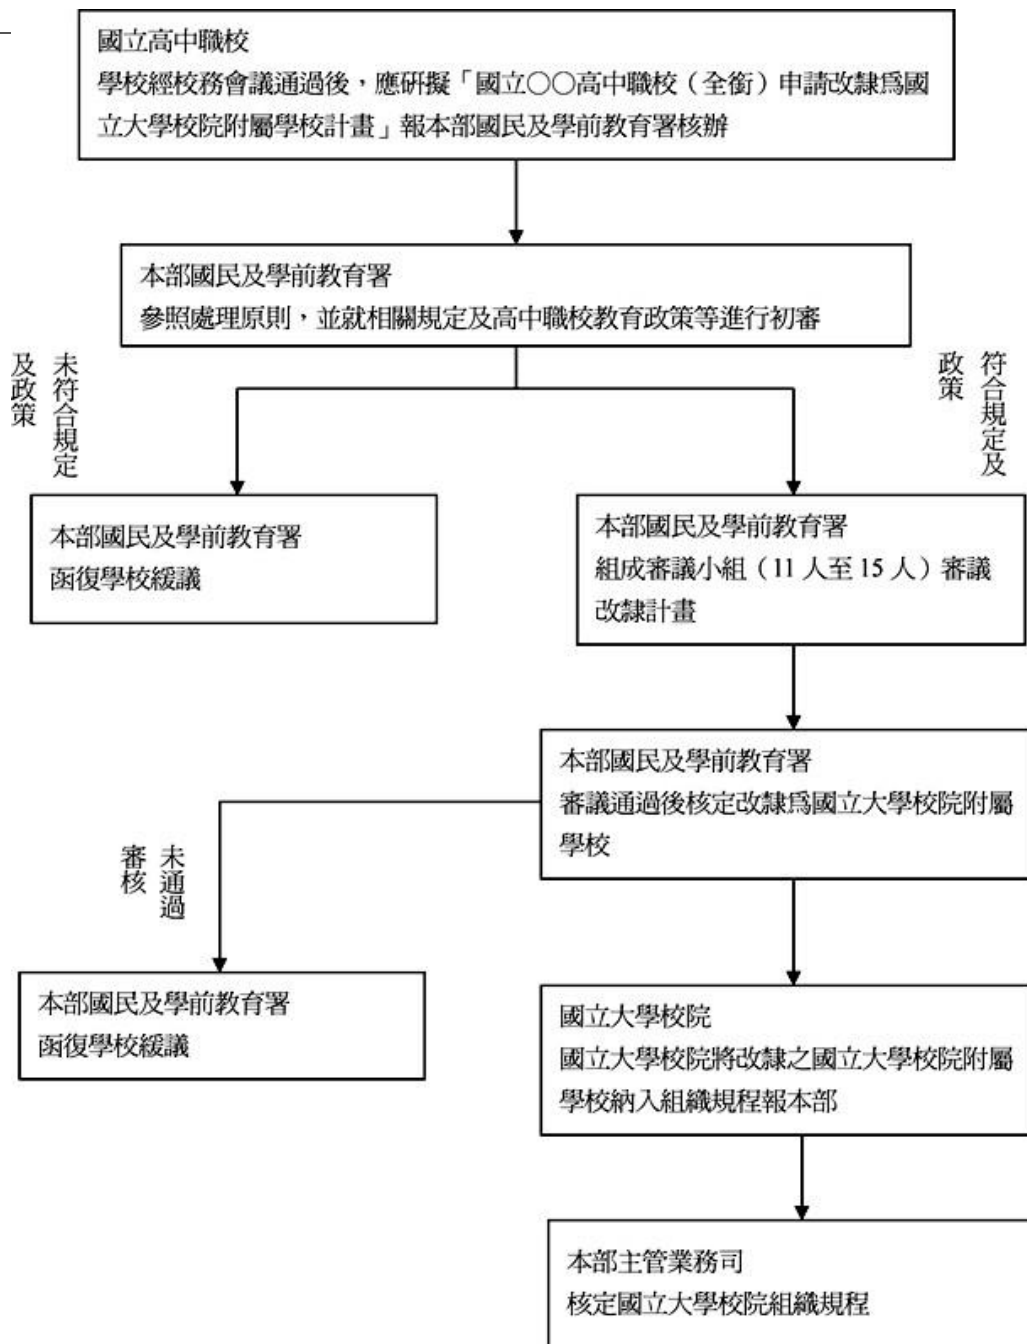 國立高中職校
學校經校務會議通過後，應研擬「國立○○高中職校（全銜）申請改隸為國
立大學校院附屬學校計畫」報本部國民及學前教育署核辦
本部國民及學前教育署
參照處理原則，並就相關規定及高中職校教育政策等進行初審
未符合規定
及政策
符合規定及
政策
本部國民及學前教育署
函復學校緩議
本部國民及學前教育署
組成審議小組（11 人至 15 人）審議
改隸計畫
本部國民及學前教育署
審議通過後核定改隸為國立大學校院附屬
學校
未通過
審核
本部國民及學前教育署
函復學校緩議
國立大學校院
國立大學校院將改隸之國立大學校院附屬
學校納入組織規程報本部
本部主管業務司
核定國立大學校院組織規程